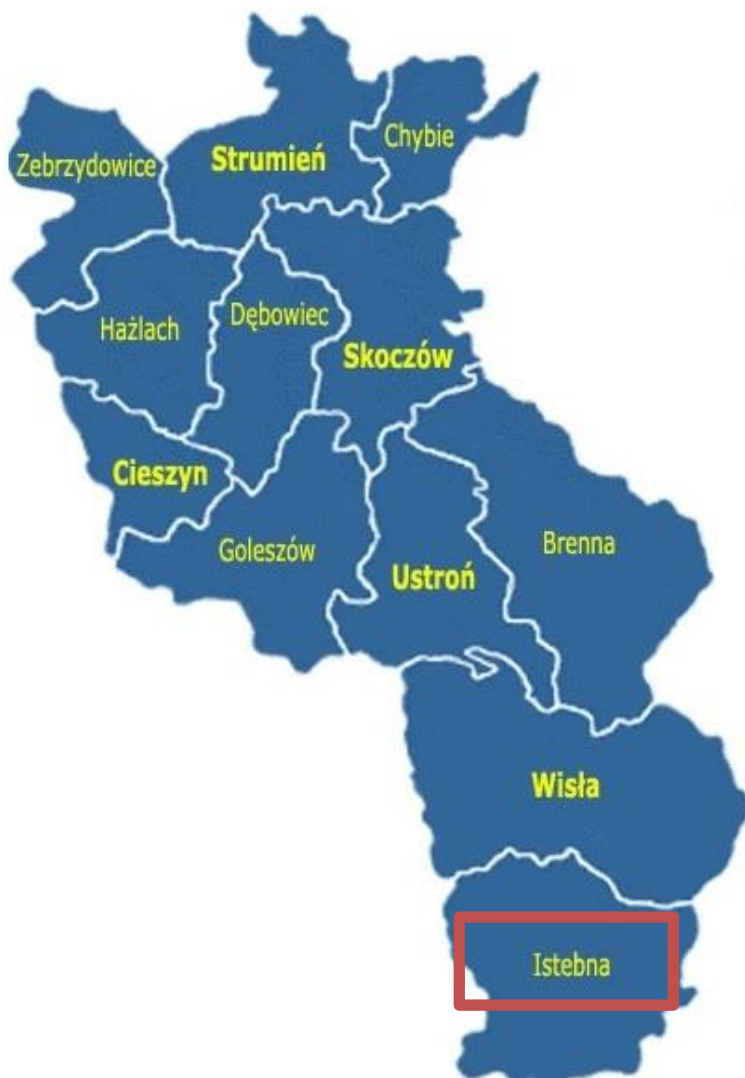 Chybie
Strumień
Zebrzydowice
Dębowiec
Hażlach
Skoczów
Cieszyn
Goleszów
Brenna
Ustroń
Wisła
Istebna